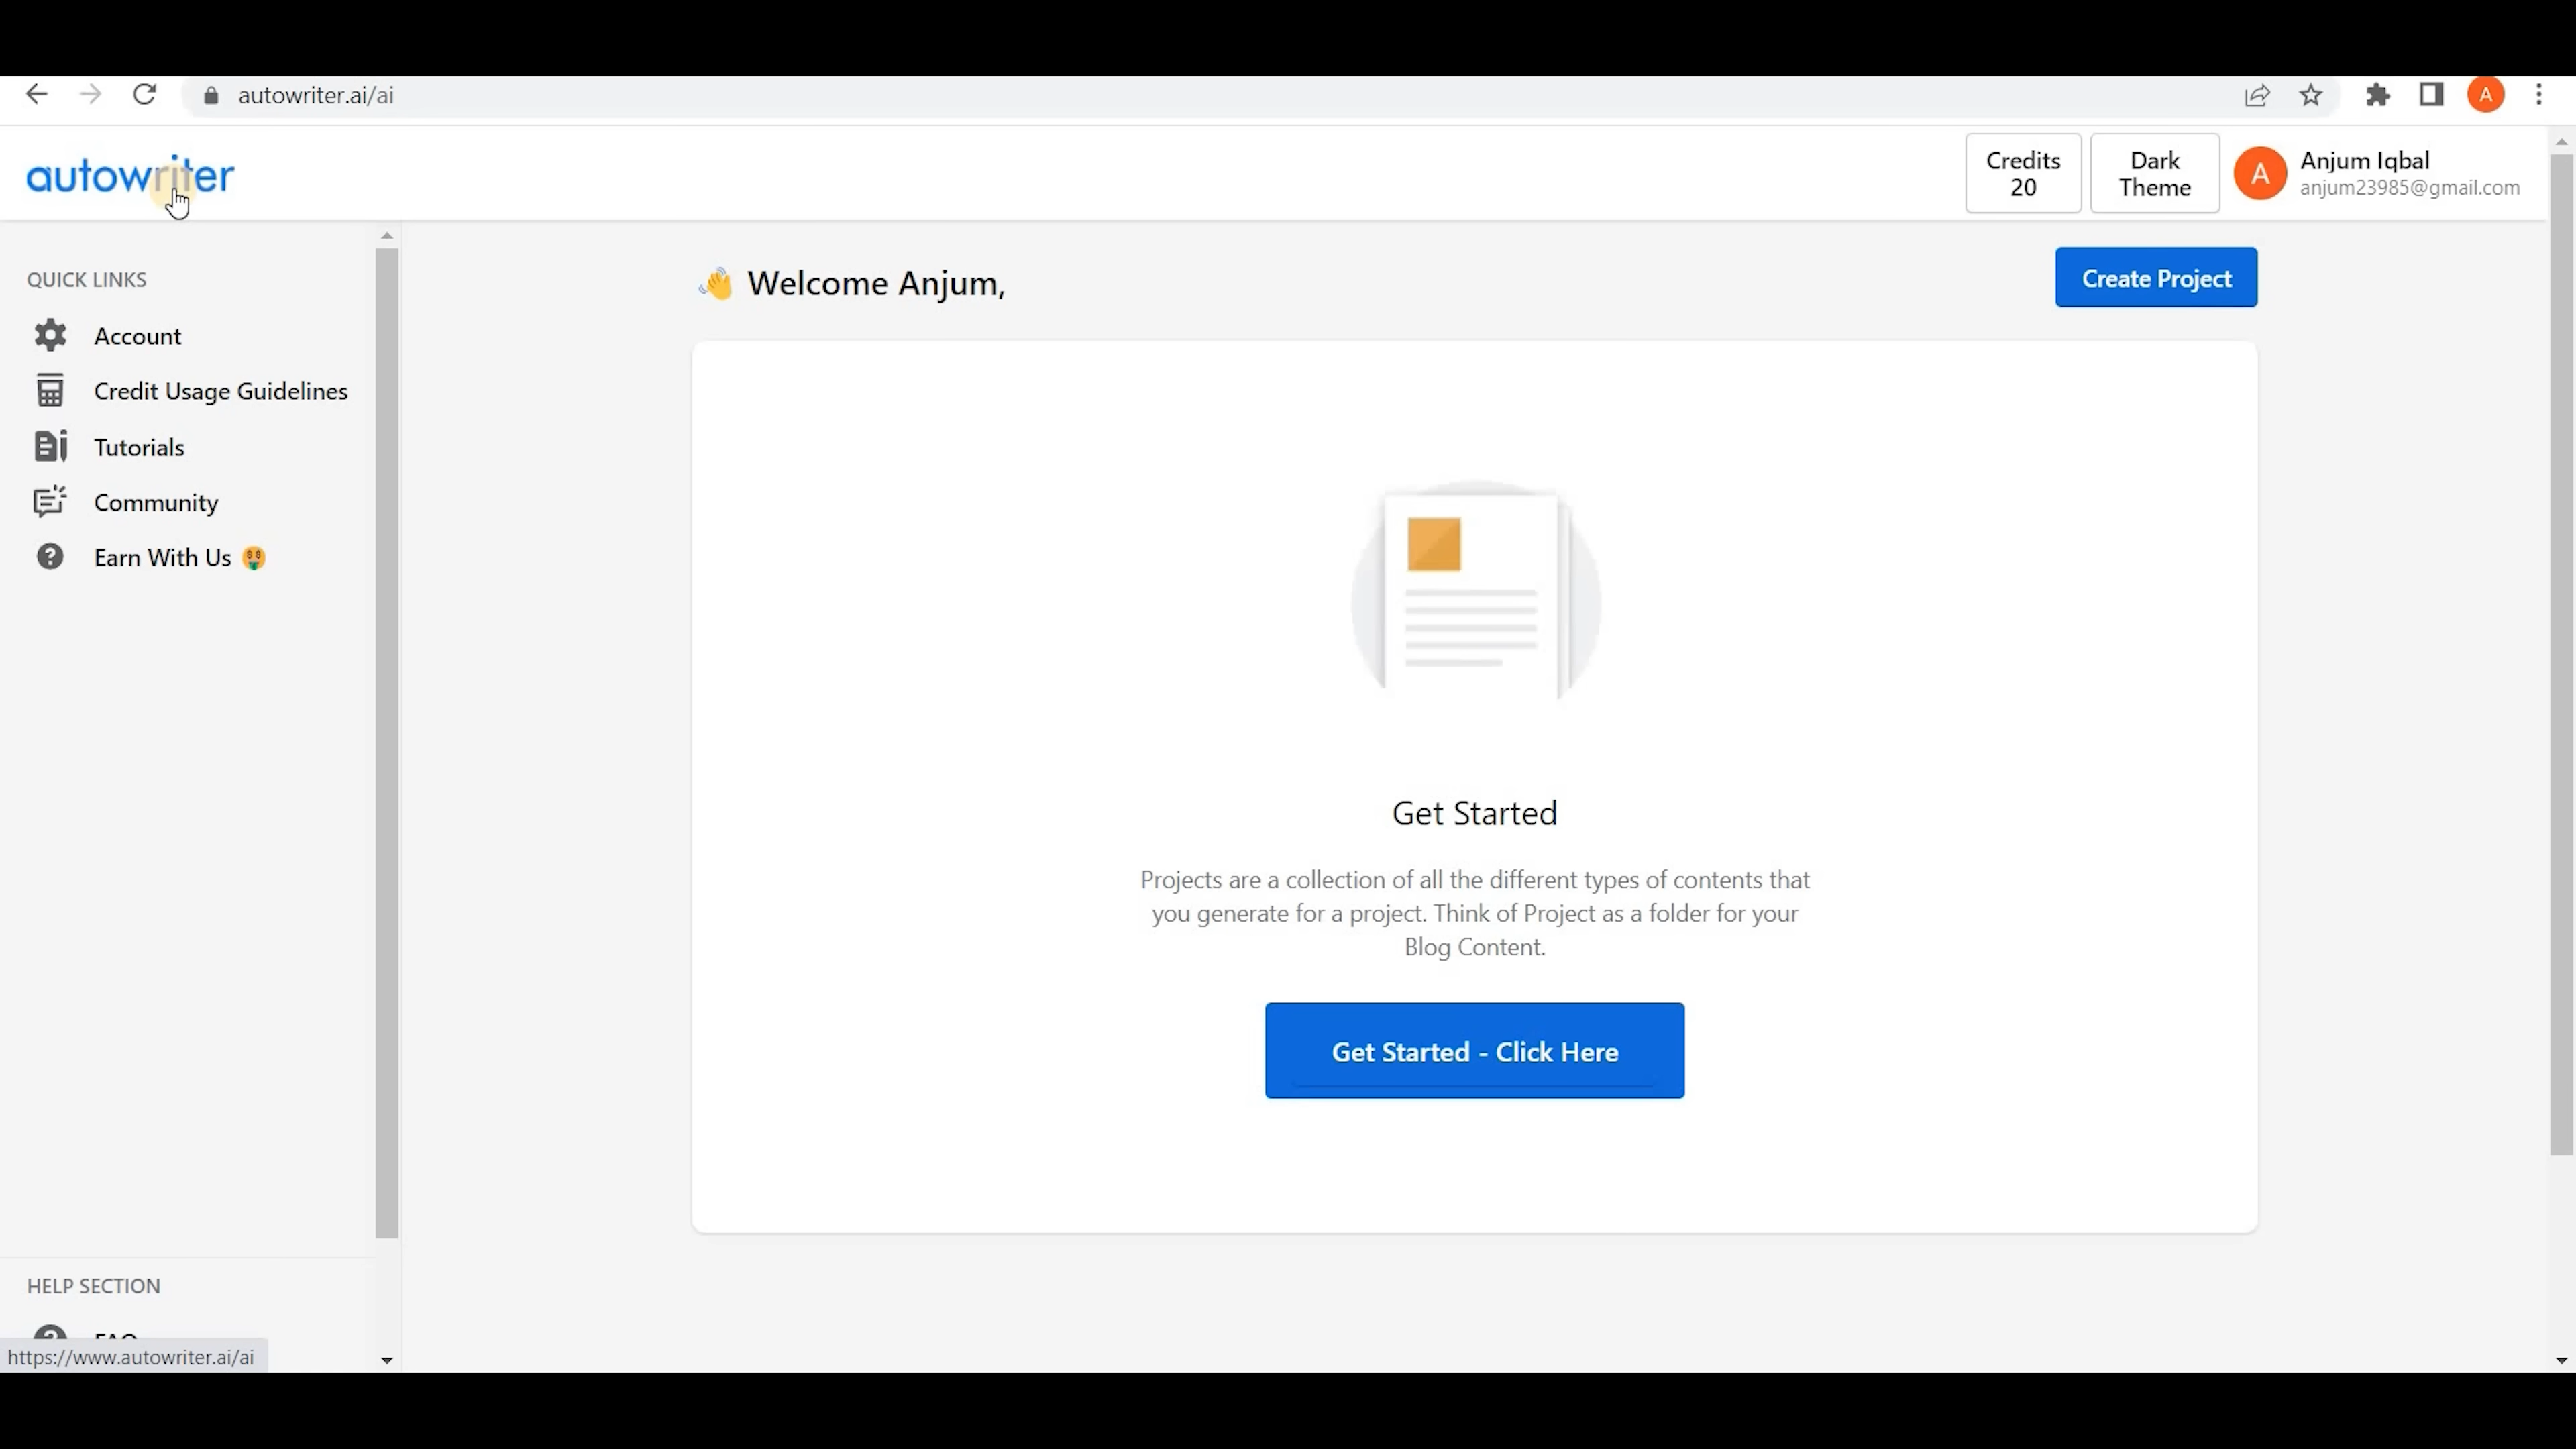 autowriter.ai/ai
A
autowriter
Credits
20
Dark
Theme
A
Anjum Iqbal
anjum23985@gmail.com
QUICK LINKS
Account
Credit Usage Guidelines
Tutorials
Community
Earn With Us
👋 Welcome Anjum,
Create Project
Get Started
Projects are a collection of all the different types of contents that
you generate for a project. Think of Project as a folder for your
Blog Content.
Get Started - Click Here
HELP SECTION
FAQ
https://www.autowriter.ai/ai